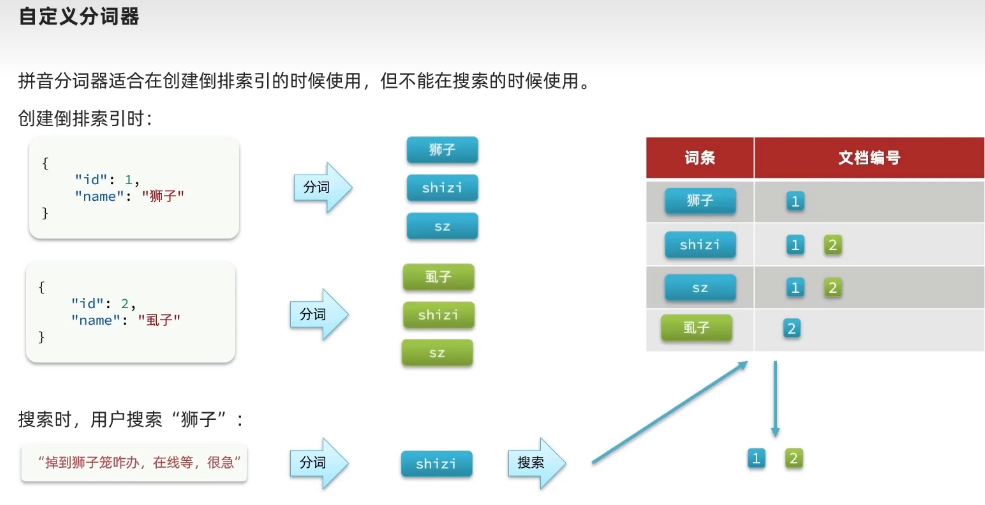 自定义分词器
拼音分词器适合在创建倒排索引的时候使用，但不能在搜索的时候使用。
创建倒排索引时：
{
"id": 1,
"name": "狮子"
}
分词
狮子
shizi
sz
{
"id": 2,
"name": "虱子"
}
分词
虱子
shizi
sz
词条 文档编号
狮子 1
shizi 1 2
sz 1 2
虱子 2
搜索时，用户搜索“狮子”：
“掉到狮子笼咋办，在线等，很急”
分词
shizi
搜索
1 2